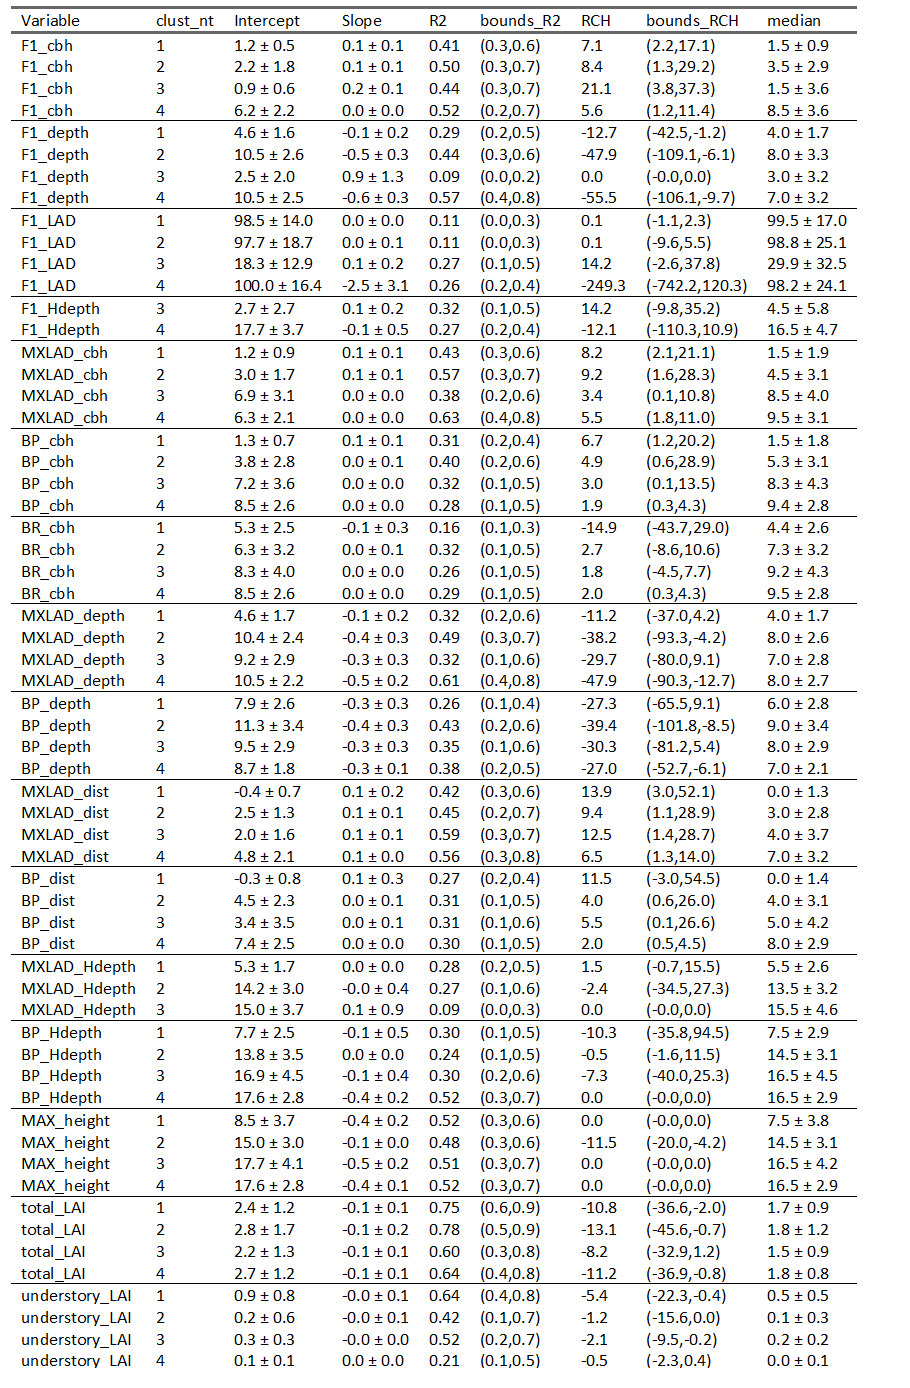 Variable clust_nt Intercept Slope R2 bounds_R2 RCH bounds_RCH median
F1_cbh 1 1.2 ± 0.5 0.1 ± 0.1 0.41 (0.3,0.6) 7.1 (2.2,17.1) 1.5 ± 0.9
F1_cbh 2 2.2 ± 1.8 0.1 ± 0.1 0.50 (0.3,0.7) 8.4 (1.3,29.2) 3.5 ± 2.9
F1_cbh 3 0.9 ± 0.6 0.2 ± 0.1 0.44 (0.3,0.7) 21.1 (3.8,37.3) 1.5 ± 3.6
F1_cbh 4 6.2 ± 2.2 0.0 ± 0.0 0.52 (0.2,0.7) 5.6 (1.2,11.4) 8.5 ± 3.6
F1_depth 1 4.6 ± 1.6 -0.1 ± 0.2 0.29 (0.2,0.5) -12.7 (-42.5,-1.2) 4.0 ± 1.7
F1_depth 2 10.5 ± 2.6 -0.5 ± 0.3 0.44 (0.3,0.6) -47.9 (-109.1,-6.1) 8.0 ± 3.3
F1_depth 3 2.5 ± 2.0 0.9 ± 1.3 0.09 (0.0,0.2) 0.0 (-0.0,0.0) 3.0 ± 3.2
F1_depth 4 10.5 ± 2.5 -0.6 ± 0.3 0.57 (0.4,0.8) -55.5 (-106.1,-9.7) 7.0 ± 3.2
F1_LAD 1 98.5 ± 14.0 0.0 ± 0.0 0.11 (0.0,0.3) 0.1 (-1.1,2.3) 99.5 ± 17.0
F1_LAD 2 97.7 ± 18.7 0.0 ± 0.1 0.11 (0.0,0.3) 0.1 (-9.6,5.5) 98.8 ± 25.1
F1_LAD 3 18.3 ± 12.9 0.1 ± 0.2 0.27 (0.1,0.5) 14.2 (-2.6,37.8) 29.9 ± 32.5
F1_LAD 4 100.0 ± 16.4 -2.5 ± 3.1 0.26 (0.2,0.4) -249.3 (-742.2,120.3) 98.2 ± 24.1
F1_Hdepth 3 2.7 ± 2.7 0.1 ± 0.2 0.32 (0.1,0.5) 14.2 (-9.8,35.2) 4.5 ± 5.8
F1_Hdepth 4 17.7 ± 3.7 -0.1 ± 0.5 0.27 (0.2,0.4) -12.1 (-110.3,10.9) 16.5 ± 4.7
MXLAD_cbh 1 1.2 ± 0.9 0.1 ± 0.1 0.43 (0.3,0.6) 8.2 (2.1,21.1) 1.5 ± 1.9
MXLAD_cbh 2 3.0 ± 1.7 0.1 ± 0.1 0.57 (0.3,0.7) 9.2 (1.6,28.3) 4.5 ± 3.1
MXLAD_cbh 3 6.9 ± 3.1 0.0 ± 0.0 0.38 (0.2,0.6) 3.4 (0.1,10.8) 8.5 ± 4.0
MXLAD_cbh 4 6.3 ± 2.1 0.0 ± 0.0 0.63 (0.4,0.8) 5.5 (1.8,11.0) 9.5 ± 3.1
BP_cbh 1 1.3 ± 0.7 0.1 ± 0.1 0.31 (0.2,0.4) 6.7 (1.2,20.2) 1.5 ± 1.8
BP_cbh 2 3.8 ± 2.8 0.0 ± 0.1 0.40 (0.2,0.6) 4.9 (0.6,28.9) 5.3 ± 3.1
BP_cbh 3 7.2 ± 3.6 0.0 ± 0.0 0.32 (0.1,0.5) 3.0 (0.1,13.5) 8.3 ± 4.3
BP_cbh 4 8.5 ± 2.6 0.0 ± 0.0 0.28 (0.1,0.5) 1.9 (0.3,4.3) 9.4 ± 2.8
BR_cbh 1 5.3 ± 2.5 -0.1 ± 0.3 0.16 (0.1,0.3) -14.9 (-43.7,29.0) 4.4 ± 2.6
BR_cbh 2 6.3 ± 3.2 0.0 ± 0.1 0.32 (0.1,0.5) 2.7 (-8.6,10.6) 7.3 ± 3.2
BR_cbh 3 8.3 ± 4.0 0.0 ± 0.0 0.26 (0.1,0.5) 1.8 (-4.5,7.7) 9.2 ± 4.3
BR_cbh 4 8.5 ± 2.6 0.0 ± 0.0 0.29 (0.1,0.5) 2.0 (0.3,4.3) 9.5 ± 2.8
MXLAD_depth 1 4.6 ± 1.7 -0.1 ± 0.2 0.32 (0.2,0.6) -11.2 (-37.0,4.2) 4.0 ± 1.7
MXLAD_depth 2 10.4 ± 2.4 -0.4 ± 0.3 0.49 (0.3,0.7) -38.2 (-93.3,-4.2) 8.0 ± 2.6
MXLAD_depth 3 9.2 ± 2.9 -0.3 ± 0.3 0.32 (0.1,0.6) -29.7 (-80.0,9.1) 7.0 ± 2.8
MXLAD_depth 4 10.5 ± 2.2 -0.5 ± 0.2 0.61 (0.4,0.8) -47.9 (-90.3,-12.7) 8.0 ± 2.7
BP_depth 1 7.9 ± 2.6 -0.3 ± 0.3 0.26 (0.1,0.4) -27.3 (-65.5,9.1) 6.0 ± 2.8
BP_depth 2 11.3 ± 3.4 -0.4 ± 0.3 0.43 (0.2,0.6) -39.4 (-101.8,-8.5) 9.0 ± 3.4
BP_depth 3 9.5 ± 2.9 -0.3 ± 0.3 0.35 (0.1,0.6) -30.3 (-81.2,5.4) 8.0 ± 2.9
BP_depth 4 8.7 ± 1.8 -0.3 ± 0.1 0.38 (0.2,0.5) -27.0 (-52.7,-6.1) 7.0 ± 2.1
MXLAD_dist 1 -0.4 ± 0.7 0.1 ± 0.2 0.42 (0.3,0.6) 13.9 (3.0,52.1) 0.0 ± 1.3
MXLAD_dist 2 2.5 ± 1.3 0.1 ± 0.1 0.45 (0.2,0.7) 9.4 (1.1,28.9) 3.0 ± 2.8
MXLAD_dist 3 2.0 ± 1.6 0.1 ± 0.1 0.59 (0.3,0.7) 12.5 (1.4,28.7) 4.0 ± 3.7
MXLAD_dist 4 4.8 ± 2.1 0.1 ± 0.0 0.56 (0.3,0.8) 6.5 (1.3,14.0) 7.0 ± 3.2
BP_dist 1 -0.3 ± 0.8 0.1 ± 0.3 0.27 (0.2,0.4) 11.5 (-3.0,54.5) 0.0 ± 1.4
BP_dist 2 4.5 ± 2.3 0.0 ± 0.1 0.31 (0.1,0.5) 4.0 (0.6,26.0) 4.0 ± 3.1
BP_dist 3 3.4 ± 3.5 0.0 ± 0.1 0.31 (0.1,0.6) 5.5 (0.1,26.6) 5.0 ± 4.2
BP_dist 4 7.4 ± 2.5 0.0 ± 0.0 0.30 (0.1,0.5) 2.0 (0.5,4.5) 8.0 ± 2.9
MXLAD_Hdepth 1 5.3 ± 1.7 0.0 ± 0.0 0.28 (0.2,0.5) 1.5 (-0.7,15.5) 5.5 ± 2.6
MXLAD_Hdepth 2 14.2 ± 3.0 -0.0 ± 0.4 0.27 (0.1,0.6) -2.4 (-34.5,27.3) 13.5 ± 3.2
MXLAD_Hdepth 3 15.0 ± 3.7 0.1 ± 0.9 0.09 (0.0,0.3) 0.0 (-0.0,0.0) 15.5 ± 4.6
BP_Hdepth 1 7.7 ± 2.5 -0.1 ± 0.5 0.30 (0.1,0.5) -10.3 (-35.8,94.5) 7.5 ± 2.9
BP_Hdepth 2 13.8 ± 3.5 0.0 ± 0.0 0.24 (0.1,0.5) -0.5 (-1.6,11.5) 14.5 ± 3.1
BP_Hdepth 3 16.9 ± 4.5 -0.1 ± 0.4 0.30 (0.2,0.6) -7.3 (-40.0,25.3) 16.5 ± 4.5
BP_Hdepth 4 17.6 ± 2.8 -0.4 ± 0.2 0.52 (0.3,0.7) 0.0 (-0.0,0.0) 16.5 ± 2.9
MAX_height 1 8.5 ± 3.7 -0.4 ± 0.2 0.52 (0.3,0.6) 0.0 (-0.0,0.0) 7.5 ± 3.8
MAX_height 2 15.0 ± 3.0 -0.1 ± 0.0 0.48 (0.3,0.6) -11.5 (-20.0,-4.2) 14.5 ± 3.1
MAX_height 3 17.7 ± 4.1 -0.5 ± 0.2 0.51 (0.3,0.7) 0.0 (-0.0,0.0) 16.5 ± 4.2
MAX_height 4 17.6 ± 2.8 -0.4 ± 0.1 0.52 (0.3,0.7) 0.0 (-0.0,0.0) 16.5 ± 2.9
total_LAI 1 2.4 ± 1.2 -0.1 ± 0.1 0.75 (0.6,0.9) -10.8 (-36.6,-2.0) 1.7 ± 0.9
total_LAI 2 2.8 ± 1.7 -0.1 ± 0.2 0.78 (0.5,0.9) -13.1 (-45.6,-0.7) 1.8 ± 1.2
total_LAI 3 2.2 ± 1.3 -0.1 ± 0.1 0.60 (0.3,0.8) -8.2 (-32.9,1.2) 1.5 ± 0.9
total_LAI 4 2.7 ± 1.2 -0.1 ± 0.1 0.64 (0.4,0.8) -11.2 (-36.9,-0.8) 1.8 ± 0.8
understory_LAI 1 0.9 ± 0.8 -0.0 ± 0.1 0.64 (0.4,0.8) -5.4 (-22.3,-0.4) 0.5 ± 0.5
understory_LAI 2 0.2 ± 0.6 -0.0 ± 0.1 0.42 (0.1,0.7) -1.2 (-15.6,0.0) 0.1 ± 0.3
understory_LAI 3 0.3 ± 0.3 -0.0 ± 0.0 0.52 (0.2,0.7) -2.1 (-9.5,-0.2) 0.2 ± 0.2
understory_LAI 4 0.1 ± 0.1 0.0 ± 0.0 0.21 (0.1,0.5) -0.5 (-2.3,0.4) 0.0 ± 0.1